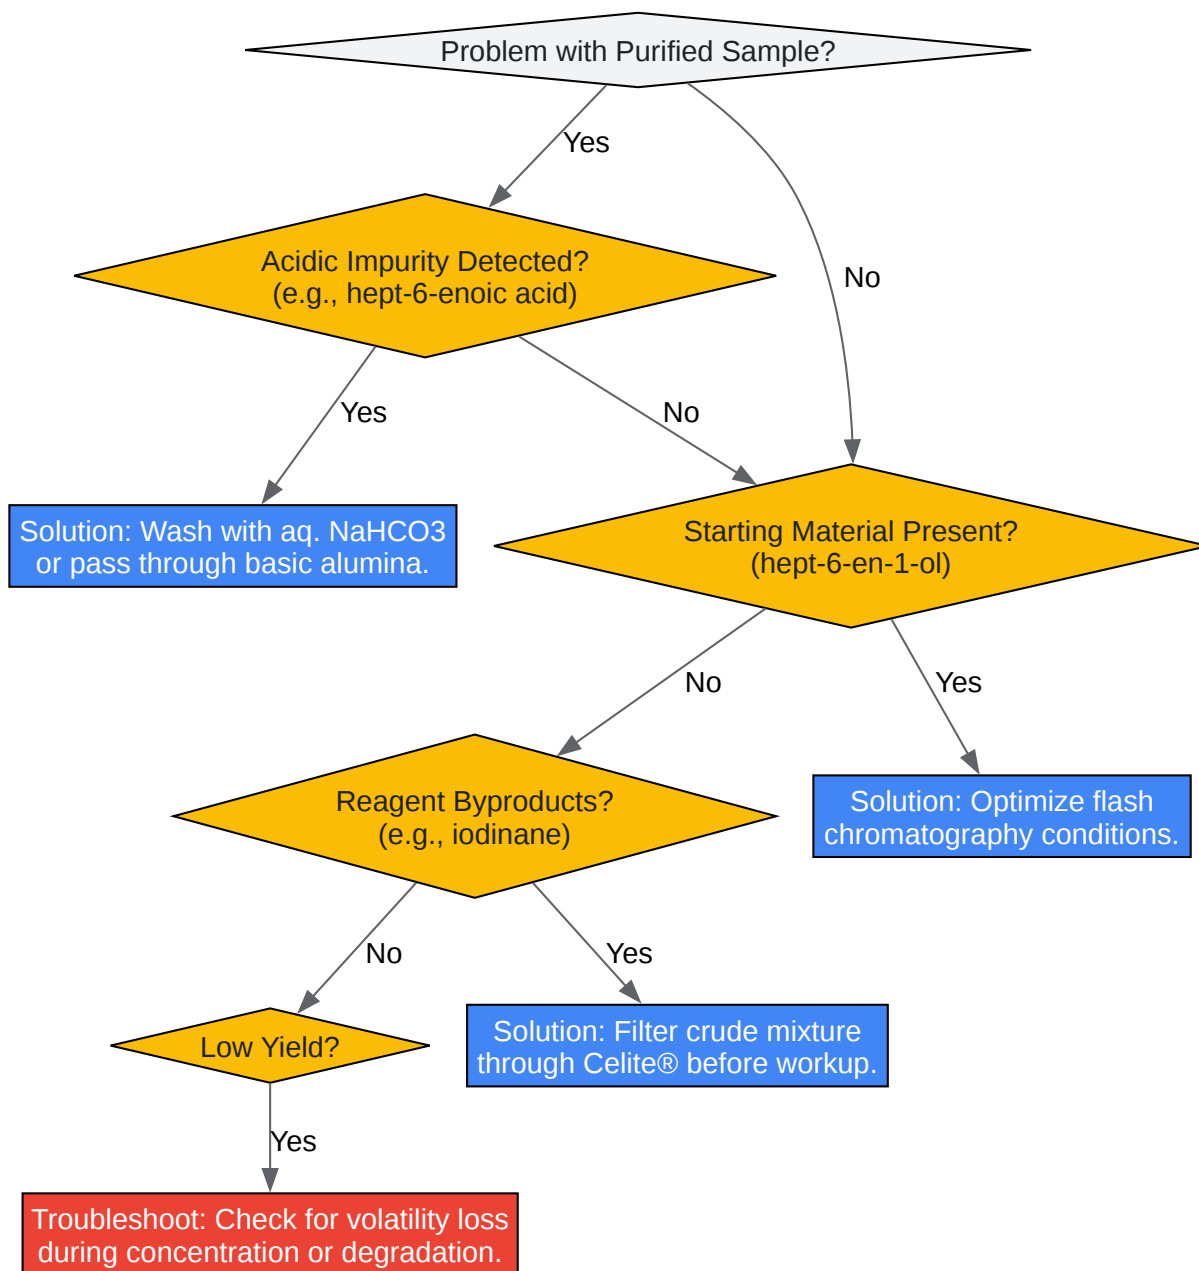 Problem with Purified Sample?
Yes
Acidic Impurity Detected?
(e.g., hept-6-enoic acid)
No
Yes
No
Solution: Wash with aq. NaHCO3
or pass through basic alumina.
Starting Material Present?
(hept-6-en-1-ol)
No
Yes
Reagent Byproducts?
(e.g., iodinane)
Solution: Optimize flash
chromatography conditions.
No
Yes
Low Yield?
Solution: Filter crude mixture
through Celite® before workup.
Yes
Troubleshoot: Check for volatility loss
during concentration or degradation.